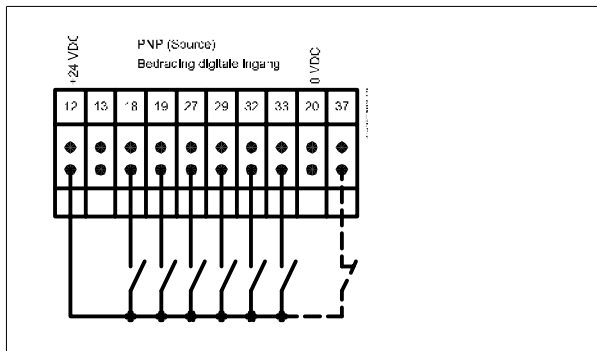 +24 VDC
PNP (Source)
Bedrading digitale ingang
0 VDC
12 13 18 19 27 29 32 33 20 37